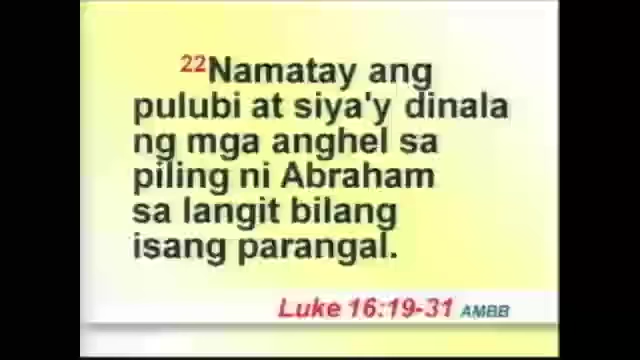 22Namatay ang
pulubi at siya'y dinala
ng mga anghel sa
piling ni Abraham
sa langit bilang
isang parangal.
Luke 16:19-31 AMBB